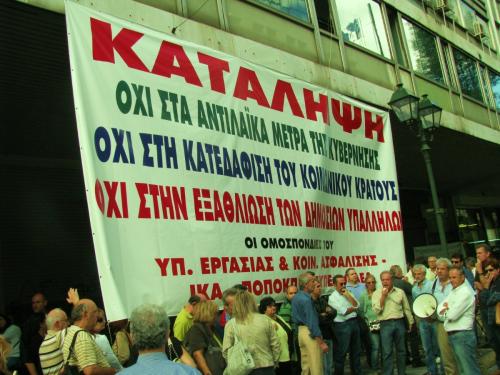 ΚΑΤΑΛΗΨΗ
ΟΧΙ ΣΤΑ ΑΝΤΙΛΑΪΚΑ ΜΕΤΡΑ ΤΗΣ ΚΥΒΕΡΝΗΣΗΣ
ΟΧΙ ΣΤΗ ΚΑΤΕΔΑΦΙΣΗ ΤΟΥ ΚΟΙΝΩΝΙΚΟΥ ΚΡΑΤΟΥΣ
ΟΧΙ ΣΤΗΝ ΕΞΑΘΛΙΩΣΗ ΤΩΝ ΔΗΜΟΣΙΩΝ ΥΠΑΛΛΗΛΩΝ
ΟΙ ΟΜΟΣΠΟΝΔΙΕΣ ΤΟΥ
ΥΠ. ΕΡΓΑΣΙΑΣ & ΚΟΙΝ. ΑΣΦΑΛΙΣΗΣ -
ΙΚΑ